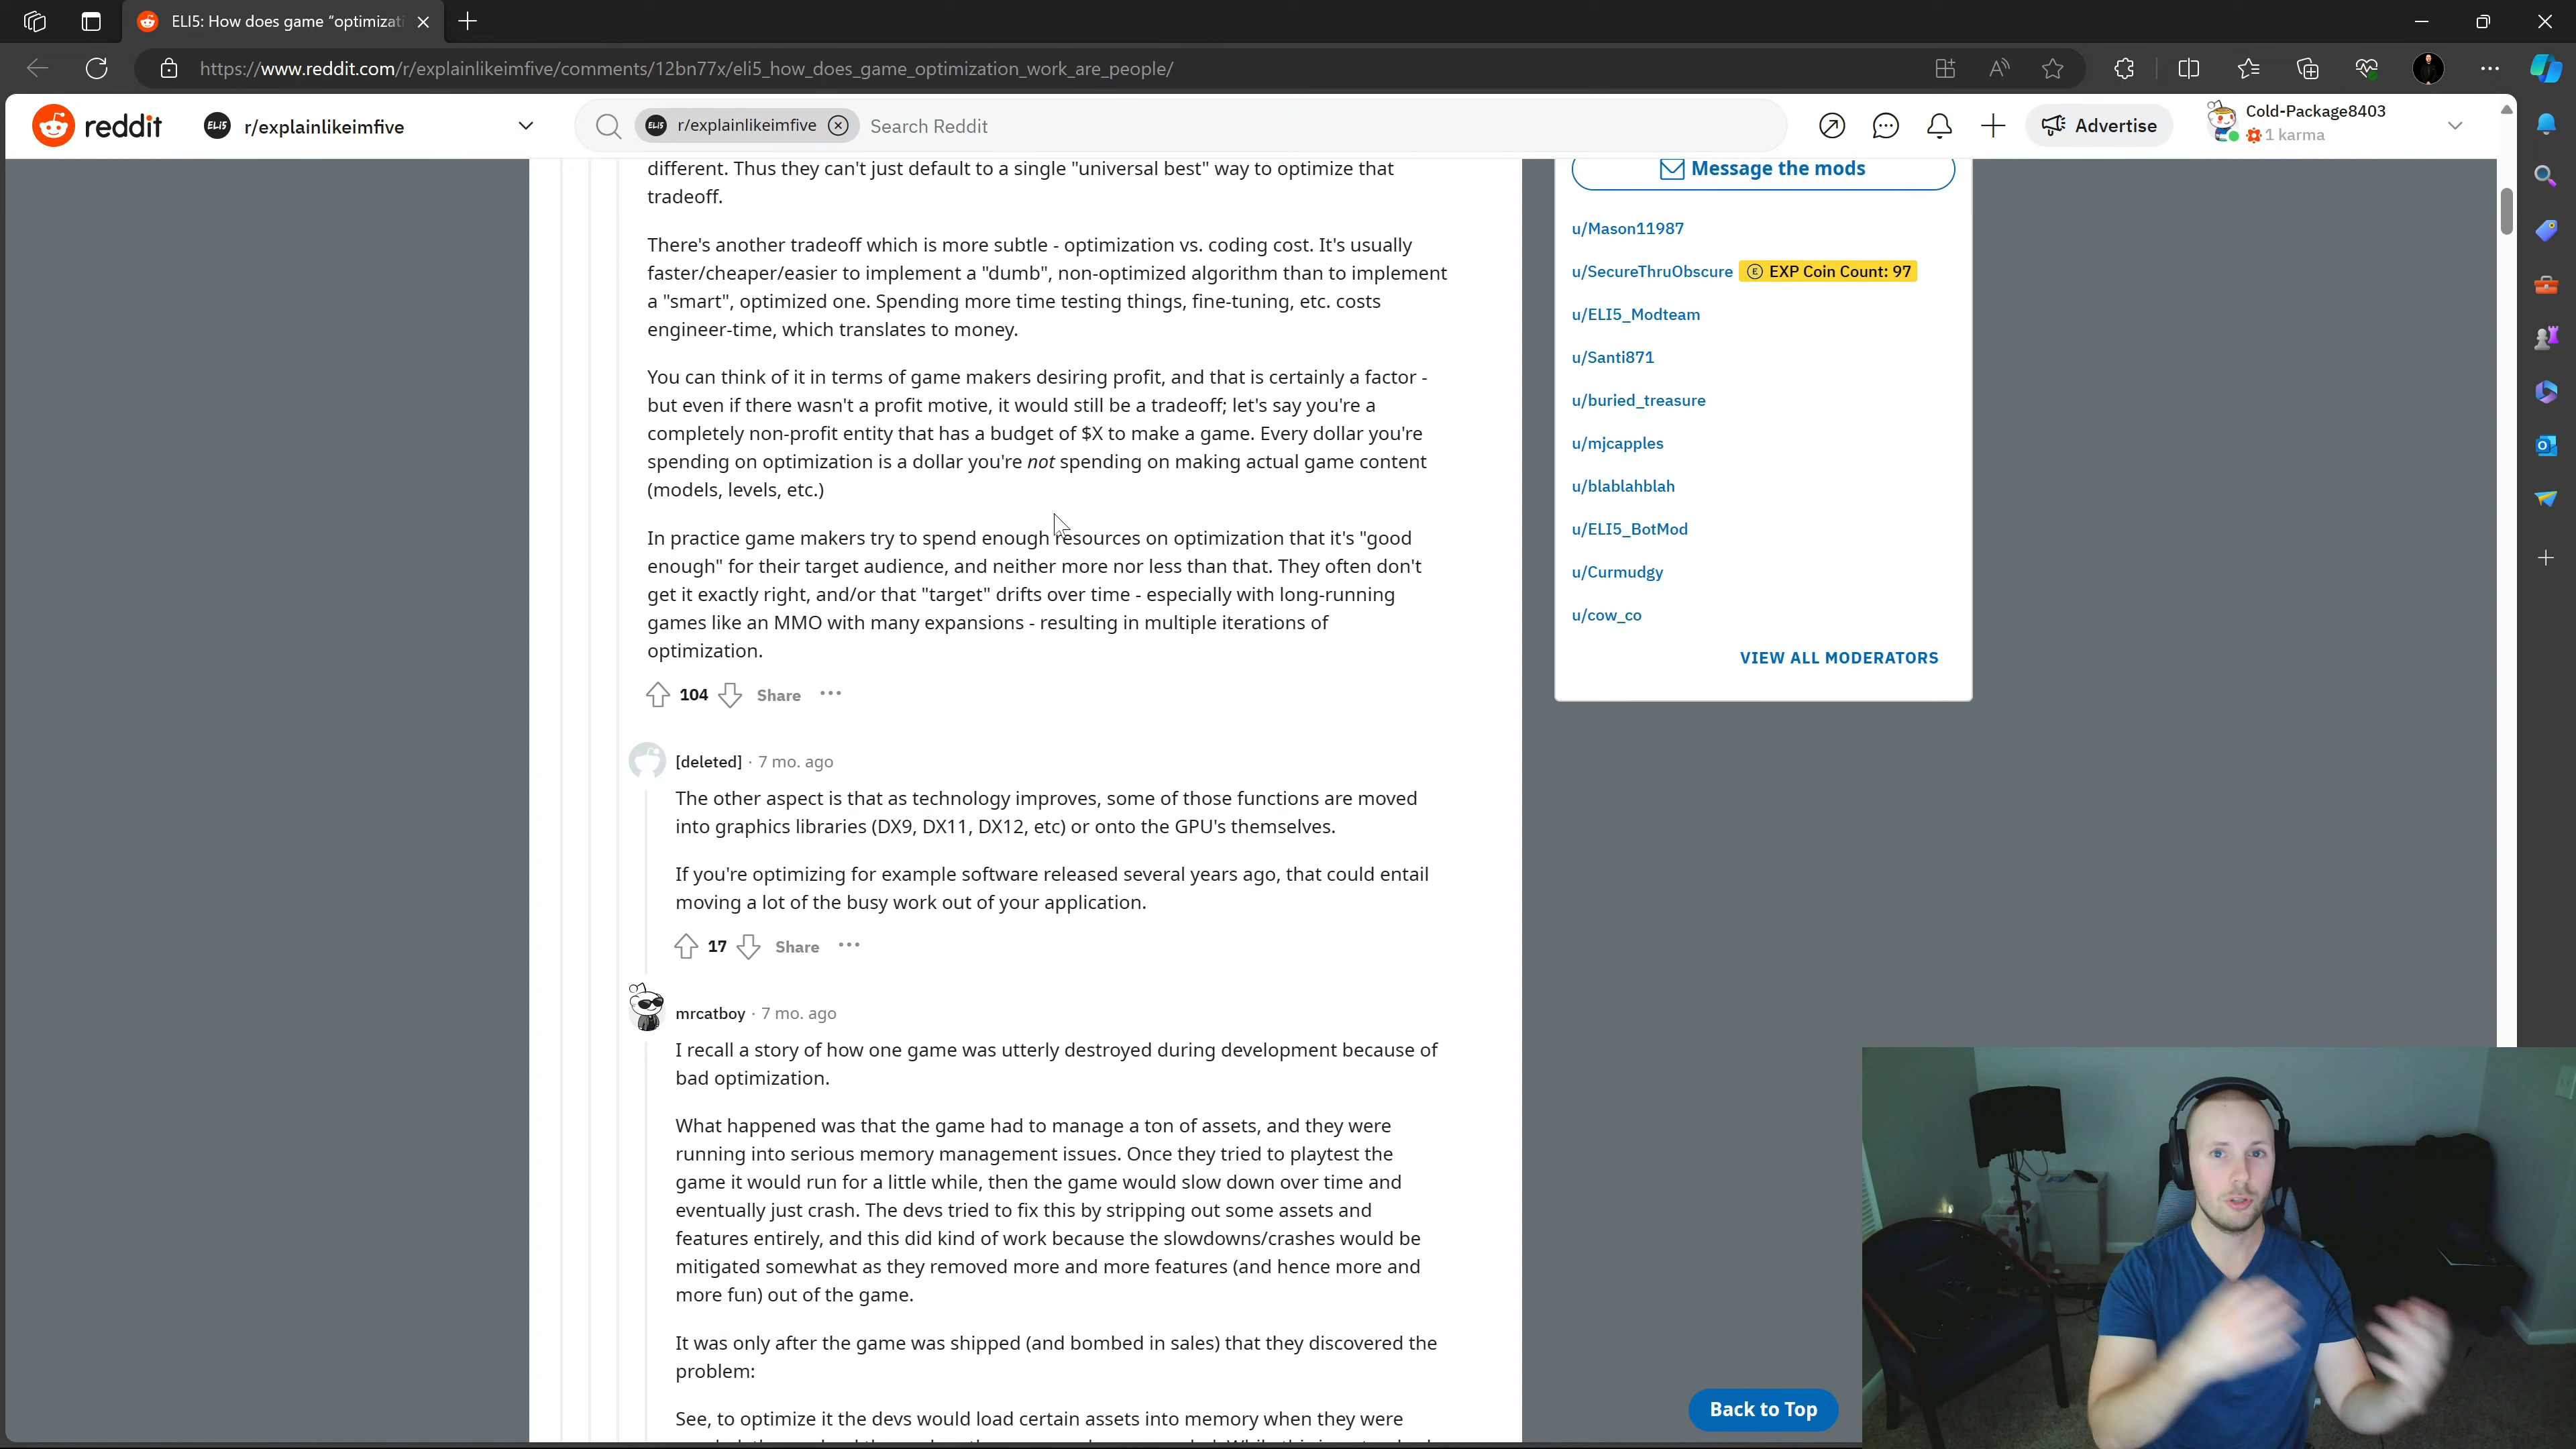 ELI5: How does game “optimizati
https://www.reddit.com/r/explainlikeimfive/comments/12bn77x/eli5_how_does_game_optimization_work_are_people/
reddit
ELI5
r/explainlikeimfive
ELI5
r/explainlikeimfive
Search Reddit
Advertise
Cold-Package8403
1 karma
different. Thus they can't just default to a single "universal best" way to optimize that
tradeoff.
There's another tradeoff which is more subtle - optimization vs. coding cost. It's usually
faster/cheaper/easier to implement a "dumb", non-optimized algorithm than to implement
a "smart", optimized one. Spending more time testing things, fine-tuning, etc. costs
engineer-time, which translates to money.
You can think of it in terms of game makers desiring profit, and that is certainly a factor -
but even if there wasn't a profit motive, it would still be a tradeoff; let's say you're a
completely non-profit entity that has a budget of $X to make a game. Every dollar you're
spending on optimization is a dollar you're not spending on making actual game content
(models, levels, etc.)
In practice game makers try to spend enough resources on optimization that it's "good
enough" for their target audience, and neither more nor less than that. They often don't
get it exactly right, and/or that "target" drifts over time - especially with long-running
games like an MMO with many expansions - resulting in multiple iterations of
optimization.
104 Share
[deleted] · 7 mo. ago
The other aspect is that as technology improves, some of those functions are moved
into graphics libraries (DX9, DX11, DX12, etc) or onto the GPU's themselves.
If you're optimizing for example software released several years ago, that could entail
moving a lot of the busy work out of your application.
17 Share
mrcatboy · 7 mo. ago
I recall a story of how one game was utterly destroyed during development because of
bad optimization.
What happened was that the game had to manage a ton of assets, and they were
running into serious memory management issues. Once they tried to playtest the
game it would run for a little while, then the game would slow down over time and
eventually just crash. The devs tried to fix this by stripping out some assets and
features entirely, and this did kind of work because the slowdowns/crashes would be
mitigated somewhat as they removed more and more features (and hence more and
more fun) out of the game.
It was only after the game was shipped (and bombed in sales) that they discovered the
problem:
See, to optimize it the devs would load certain assets into memory when they were
Message the mods
u/Mason11987
u/SecureThruObscure EXP Coin Count: 97
u/ELI5_Modteam
u/Santi871
u/buried_treasure
u/mjcapples
u/blablahblah
u/ELI5_BotMod
u/Curmudgy
u/cow_co
VIEW ALL MODERATORS
Back to Top